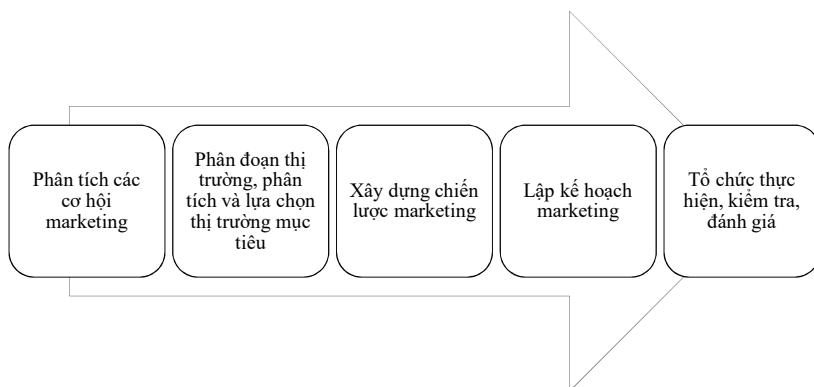 Phân tích các
cơ hội
marketing
Phân đoạn thị
trường, phân
tích và lựa chọn
thị trường mục
tiêu
Xây dựng chiến
lược marketing
Lập kế hoạch
marketing
Tổ chức thực
hiện, kiểm tra,
đánh giá